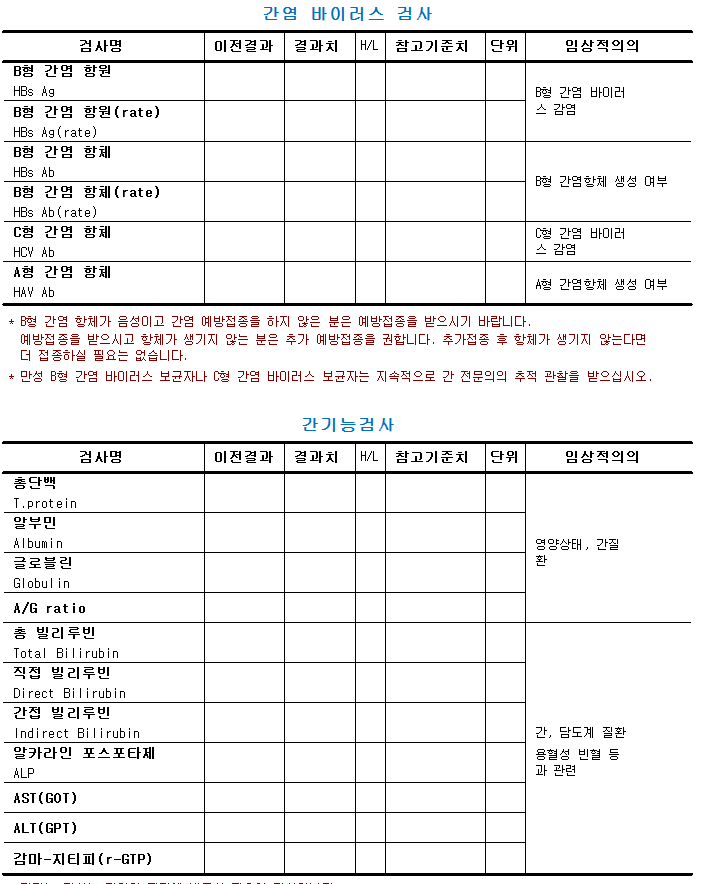 간염 바이러스 검사
검사명 이전결과 결과치 H/L 참고기준치 단위 임상적의의
B형 간염 항원
HBs Ag
B형 간염 항원(rate)
HBs Ag(rate)
B형 간염 바이러
스 감염
B형 간염 항체
HBs Ab
B형 간염 항체(rate)
HBs Ab(rate)
B형 간염항체 생성 여부
C형 간염 항체
HCV Ab
C형 간염 바이러
스 감염
A형 간염 항체
HAV Ab
A형 간염항체 생성 여부
* B형 간염 항체가 음성이고 간염 예방접종을 하지 않은 분은 예방접종을 받으시기 바랍니다.
예방접종을 받으시고 항체가 생기지 않는 분은 추가 예방접종을 권합니다. 추가접종 후 항체가 생기지 않는다면
더 접종하실 필요는 없습니다.
* 만성 B형 간염 바이러스 보균자나 C형 간염 바이러스 보균자는 지속적으로 간 전문의의 추적 관찰을 받으십시오.
간기능검사
검사명 이전결과 결과치 H/L 참고기준치 단위 임상적의의
총단백
T.protein
알부민
Albumin
글로블린
Globulin
A/G ratio
영양상태, 간질
환
총 빌리루빈
Total Bilirubin
직접 빌리루빈
Direct Bilirubin
간접 빌리루빈
Indirect Bilirubin
알카라인 포스포타제
ALP
AST(GOT)
ALT(GPT)
감마-지티피(r-GTP)
간, 담도계 질환
용혈성 빈혈 등
과 관련